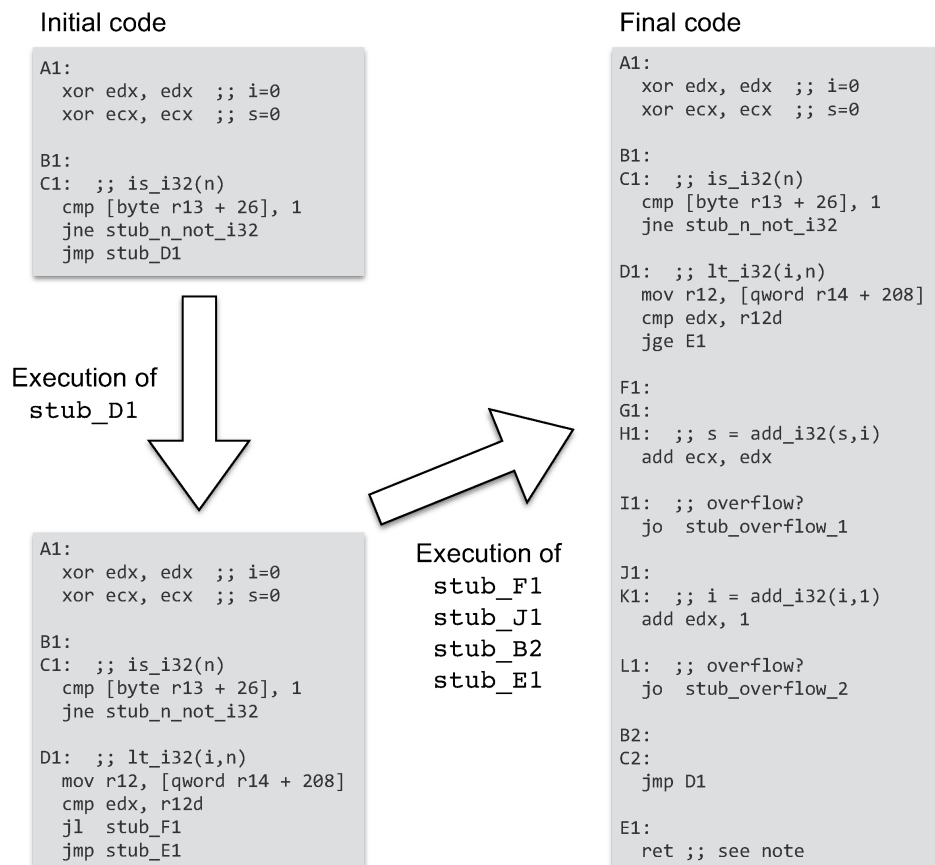 Initial code
A1:
xor edx, edx ;; i=0
xor ecx, ecx ;; s=0
B1:
C1: ;; is_i32(n)
cmp [byte r13 + 26], 1
jne stub_n_not_i32
jmp stub_D1
Execution of
stub_D1
A1:
xor edx, edx ;; i=0
xor ecx, ecx ;; s=0
B1:
C1: ;; is_i32(n)
cmp [byte r13 + 26], 1
jne stub_n_not_i32
D1: ;; lt_i32(i,n)
mov r12, [qword r14 + 208]
cmp edx, r12d
jl stub_F1
jmp stub_E1
Execution of
stub_F1
stub_J1
stub_B2
stub_E1
Final code
A1:
xor edx, edx ;; i=0
xor ecx, ecx ;; s=0
B1:
C1: ;; is_i32(n)
cmp [byte r13 + 26], 1
jne stub_n_not_i32
D1: ;; lt_i32(i,n)
mov r12, [qword r14 + 208]
cmp edx, r12d
jge E1
F1:
G1:
H1: ;; s = add_i32(s,i)
add ecx, edx
I1: ;; overflow?
jo stub_overflow_1
J1:
K1: ;; i = add_i32(i,1)
add edx, 1
L1: ;; overflow?
jo stub_overflow_2
B2:
C2:
jmp D1
E1:
ret ;; see note